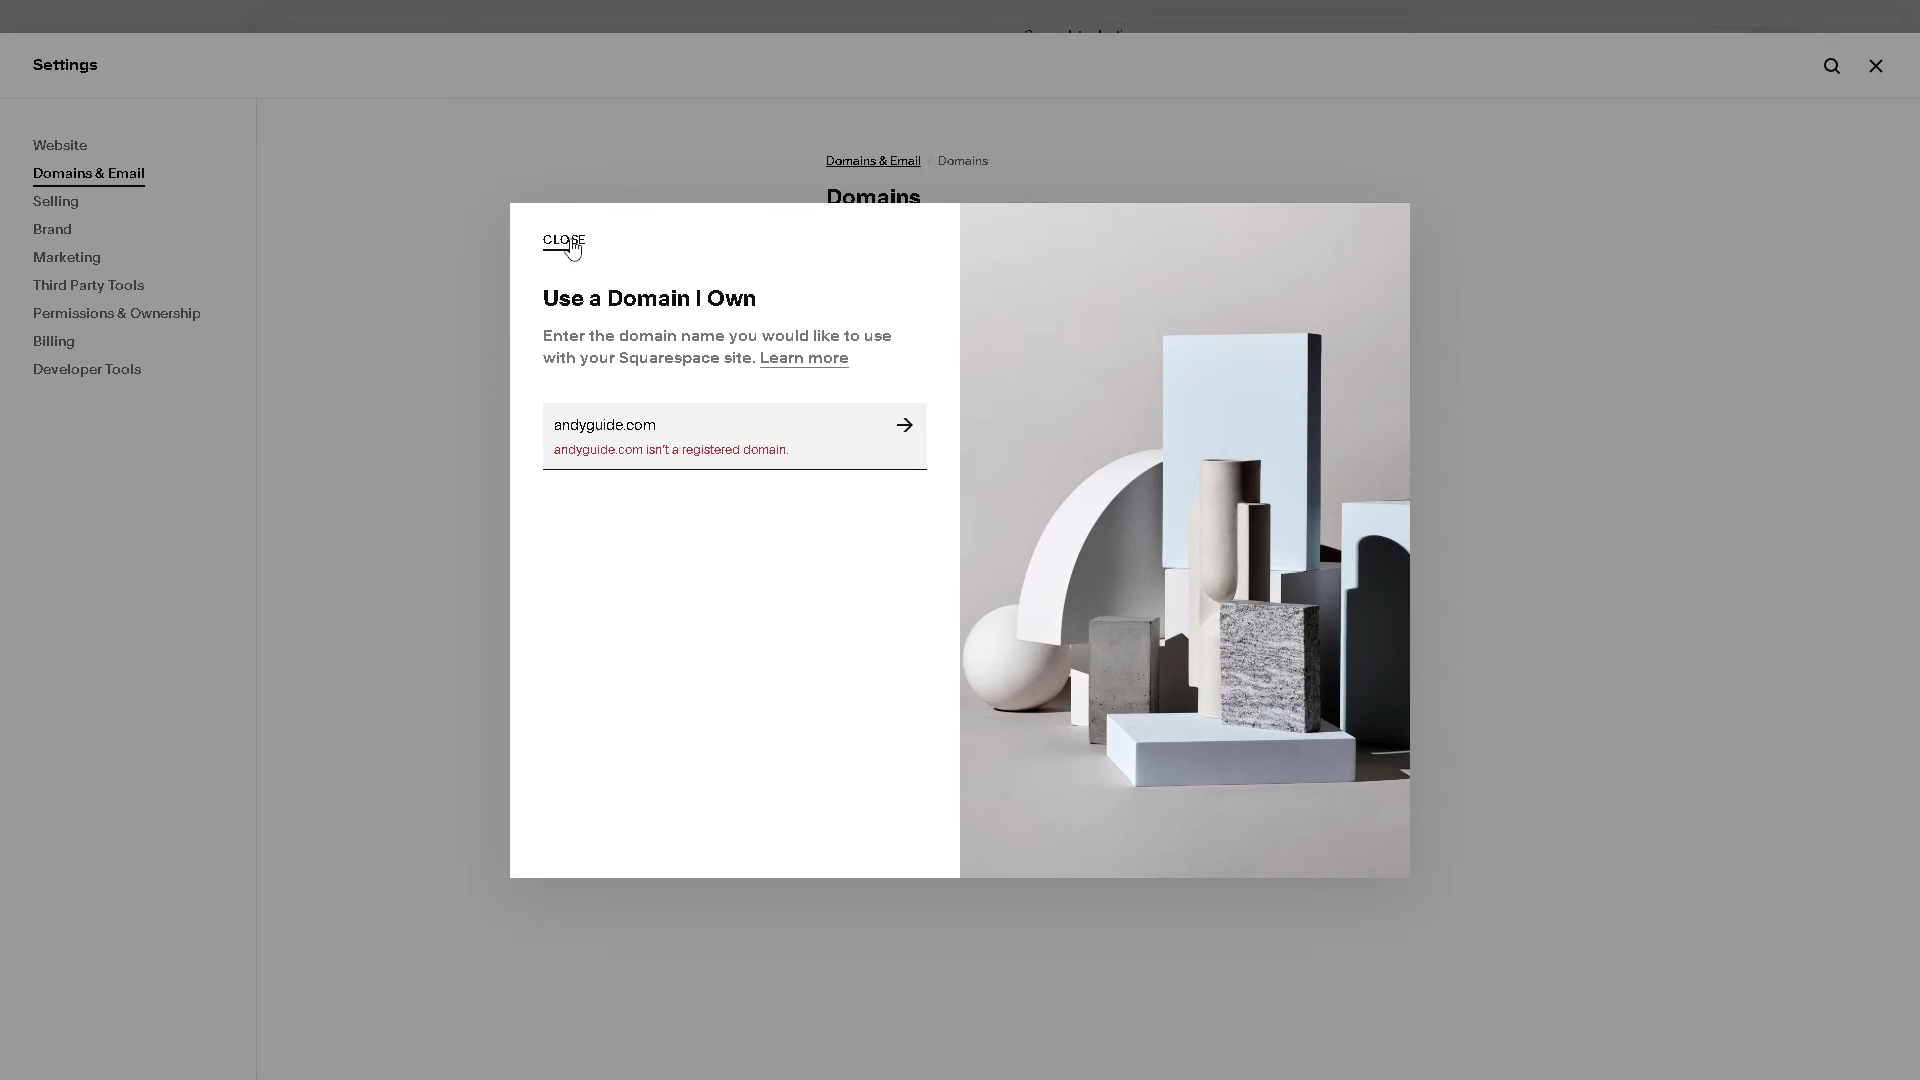 Settings
Website
Domains & Email
Selling
Brand
Marketing
Third Party Tools
Permissions & Ownership
Billing
Developer Tools
Domains & Email / Domains
Domains
CLOSE
Use a Domain I Own
Enter the domain name you would like to use
with your Squarespace site. Learn more
andyguide.com
andyguide.com isn't a registered domain.